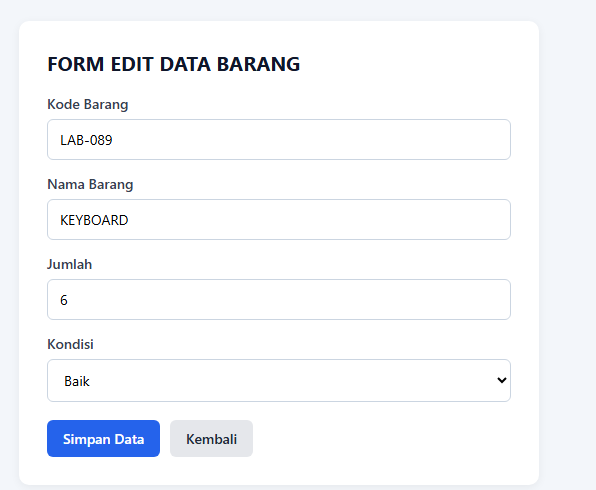 FORM EDIT DATA BARANG
Kode Barang
LAB-089
Nama Barang
KEYBOARD
Jumlah
6
Kondisi
Baik
Simpan Data Kembali